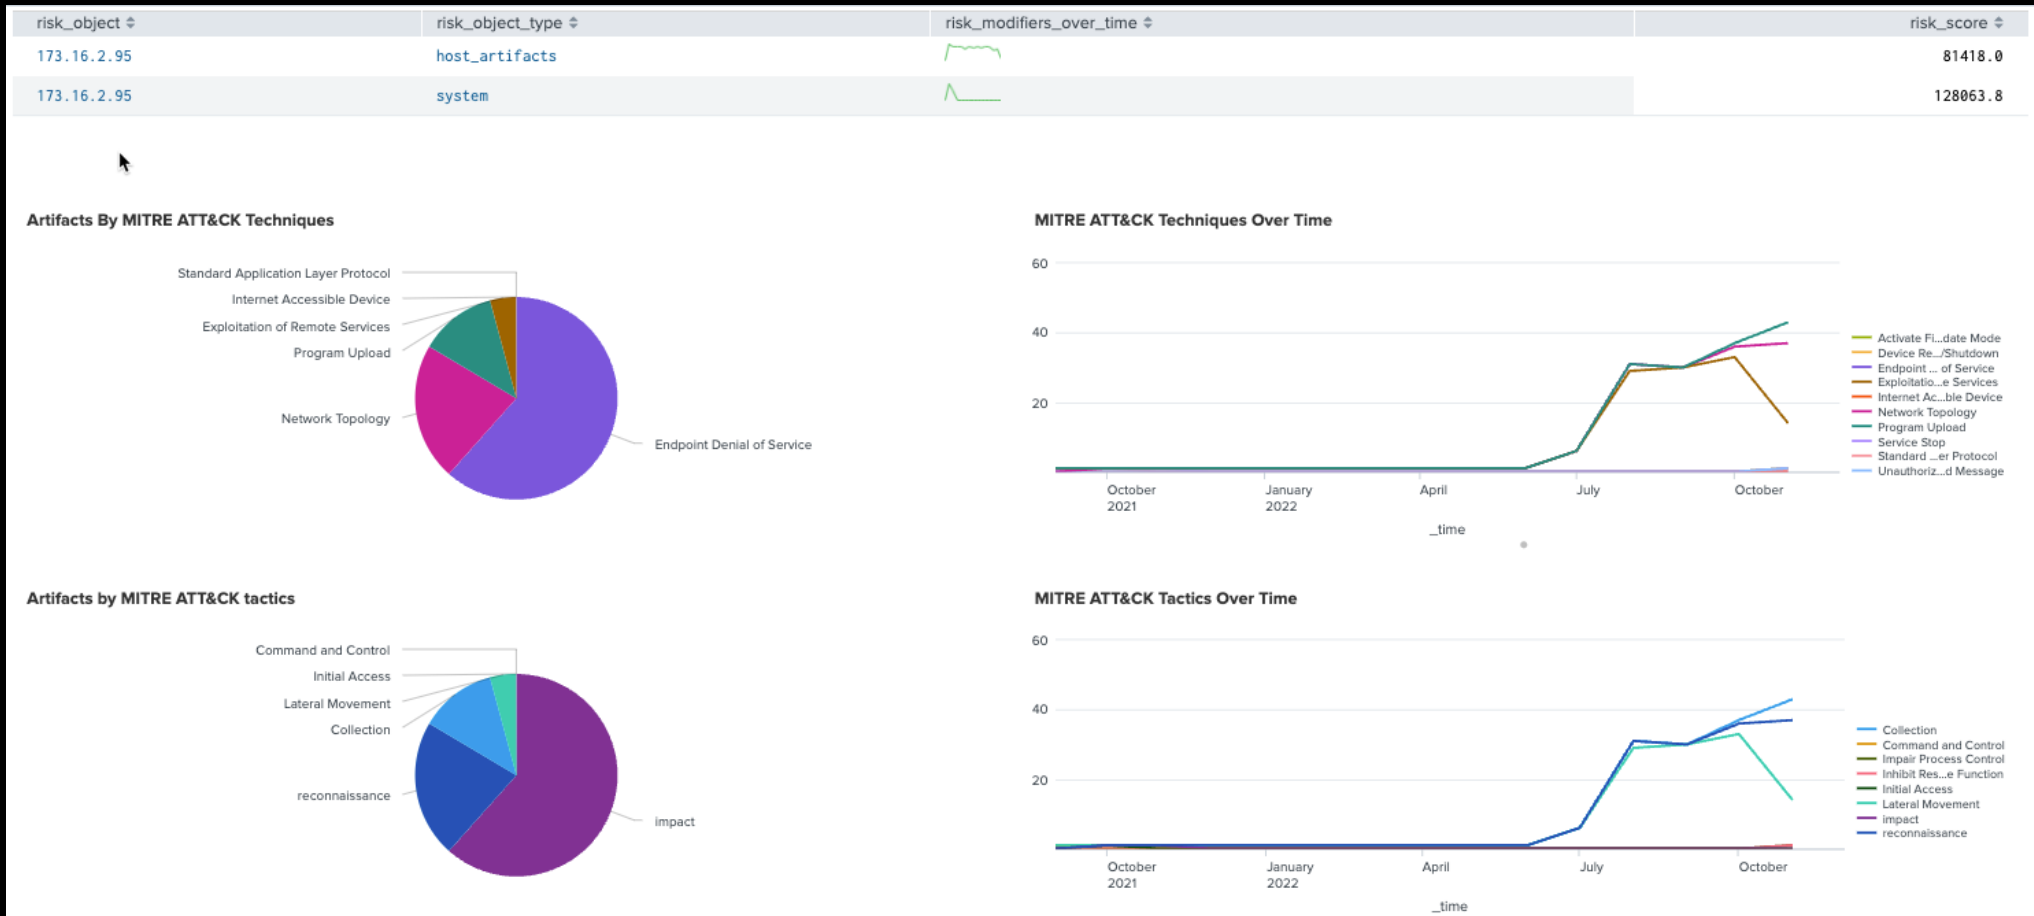 risk_object risk_object_type risk_modifiers_over_time risk_score
173.16.2.95 host_artifacts 81418.0
173.16.2.95 system 128063.8
Artifacts By MITRE ATT&CK Techniques
Standard Application Layer Protocol
Internet Accessible Device
Exploitation of Remote Services
Program Upload
Network Topology
Endpoint Denial of Service
MITRE ATT&CK Techniques Over Time
60
40
20
October
2021
January
2022
April
July
October
_time
Activate Fi...date Mode
Device Re.../Shutdown
Endpoint ... of Service
Exploitatio...e Services
Internet Ac...ble Device
Network Topology
Program Upload
Service Stop
Standard ...er Protocol
Unauthoriz...d Message
Artifacts by MITRE ATT&CK tactics
Command and Control
Initial Access
Lateral Movement
Collection
reconnaissance
impact
MITRE ATT&CK Tactics Over Time
60
40
20
October
2021
January
2022
April
July
October
_time
Collection
Command and Control
Impair Process Control
Inhibit Res...e Function
Initial Access
Lateral Movement
impact
reconnaissance